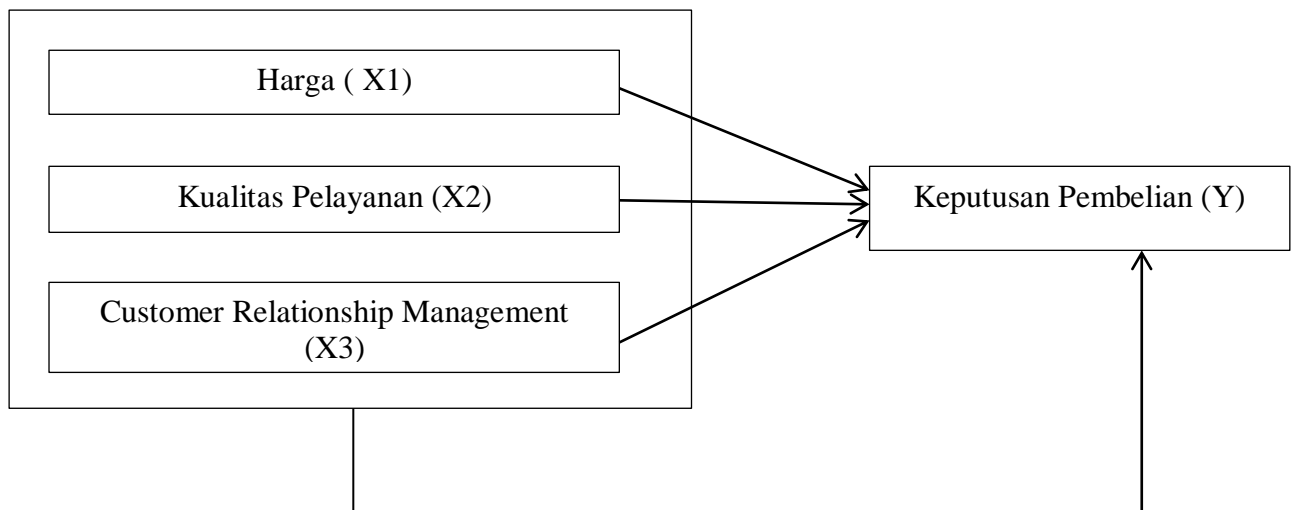 Harga ( X1)
Kualitas Pelayanan (X2)
Keputusan Pembelian (Y)
Customer Relationship Management
(X3)